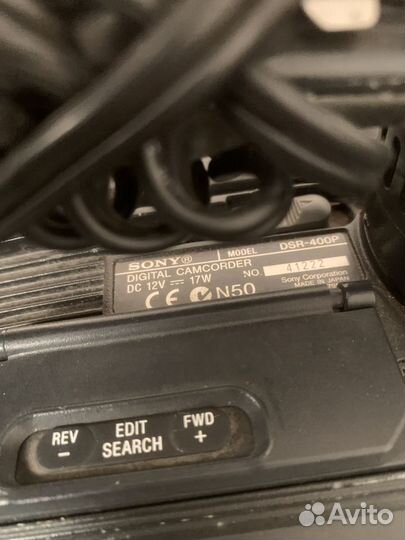 SONY® MODEL DSR-400P
DIGITAL CAMCORDER NO. 41222
DC 12V 17W Sony Corporation
CE N50 MADE IN JAPAN
REV EDIT FWD
- SEARCH +
Avito